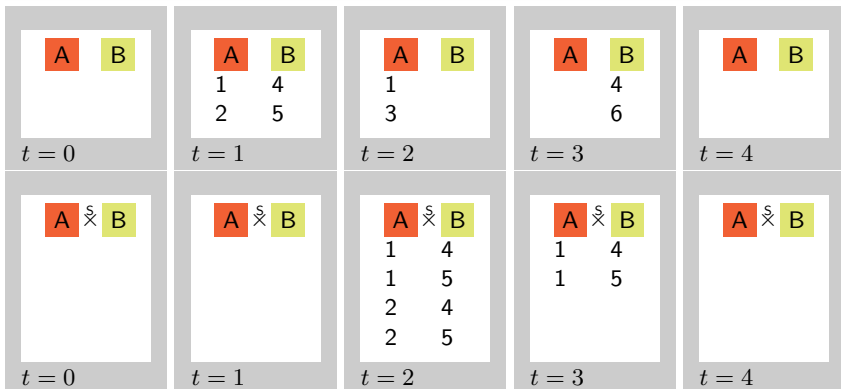 A B
t = 0
A B
1 4
2 5
t = 1
A B
1
3
t = 2
A B
4
6
t = 3
A B
t = 4
A S × B
t = 0
A S × B
t = 1
A S × B
1 4
1 5
2 4
2 5
t = 2
A S × B
1 4
1 5
t = 3
A S × B
t = 4